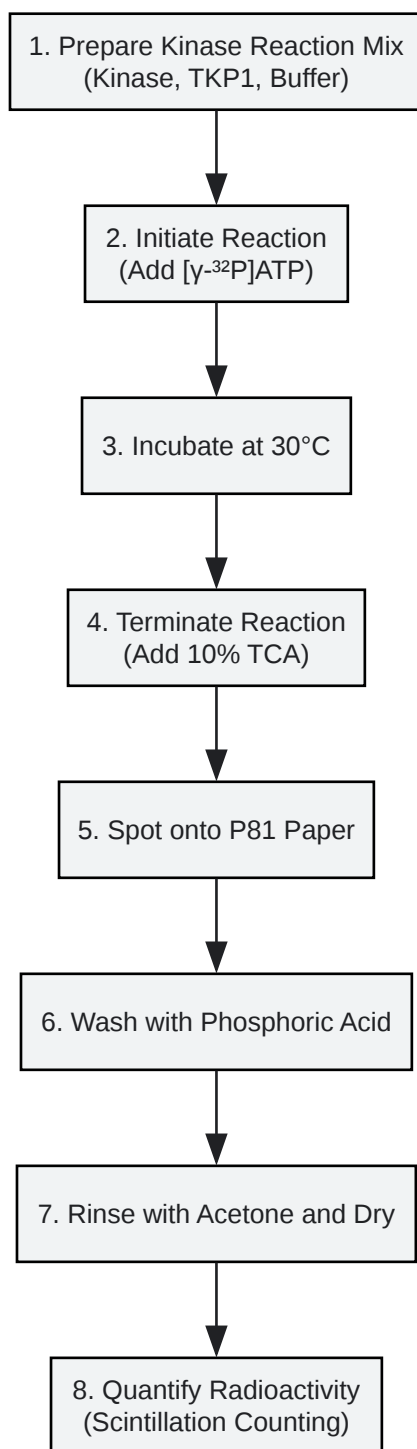 1. Prepare Kinase Reaction Mix
(Kinase, TKP1, Buffer)
2. Initiate Reaction
(Add [γ-³²P]ATP)
3. Incubate at 30°C
4. Terminate Reaction
(Add 10% TCA)
5. Spot onto P81 Paper
6. Wash with Phosphoric Acid
7. Rinse with Acetone and Dry
8. Quantify Radioactivity
(Scintillation Counting)